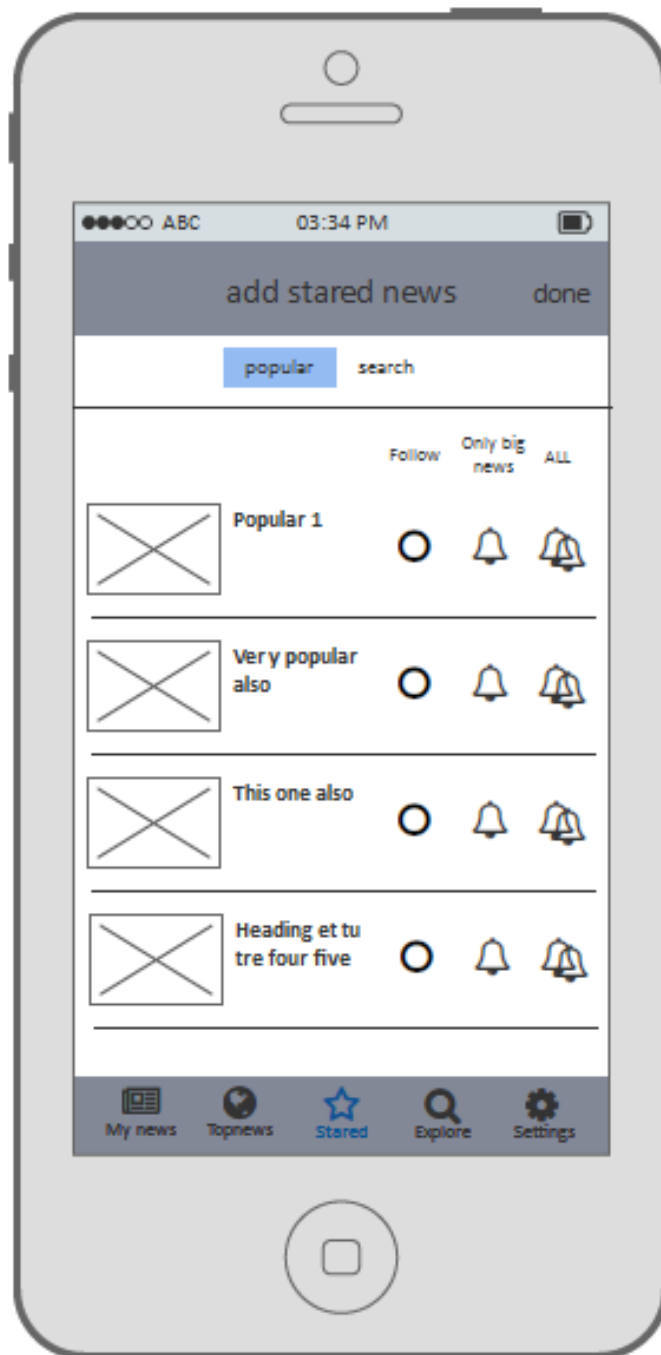 ABC 03:34 PM
add stared news done
popular search
Follow Only big news ALL
Popular 1
Very popular
also
This one also
Heading et tu
tre four five
My news Topnews Stared Explore Settings